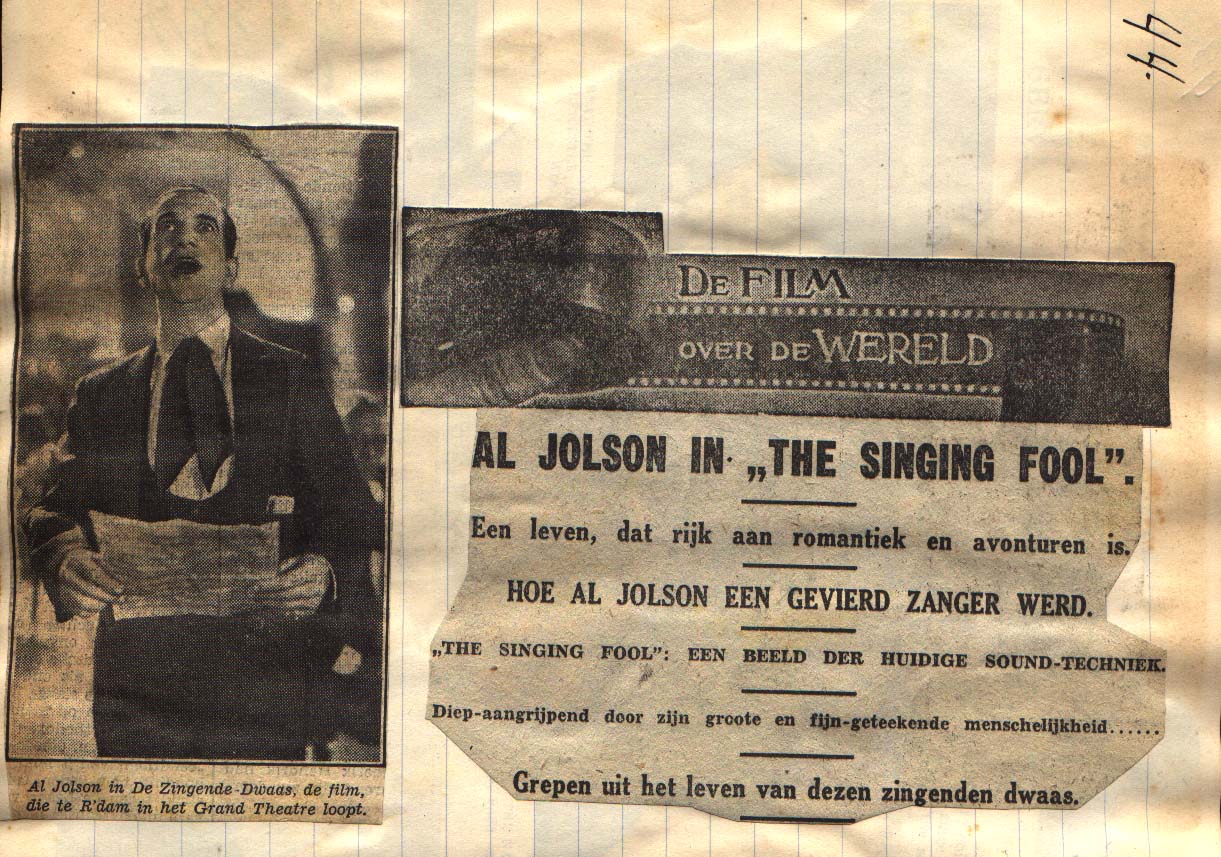 44.
Al Jolson in De Zingende-Dwaas, de film,
die te R'dam in het Grand Theatre loopt.
DE FILM
OVER DE WERELD
AL JOLSON IN „THE SINGING FOOL”.
Een leven, dat rijk aan romantiek en avonturen is.
HOE AL JOLSON EEN GEVIERD ZANGER WERD.
„THE SINGING FOOL”: EEN BEELD DER HUIDIGE SOUND-TECHNIEK.
Diep-aangrijpend door zijn groote en fijn-geteekende menschelijkheid......
Grepen uit het leven van dezen zingenden dwaas.